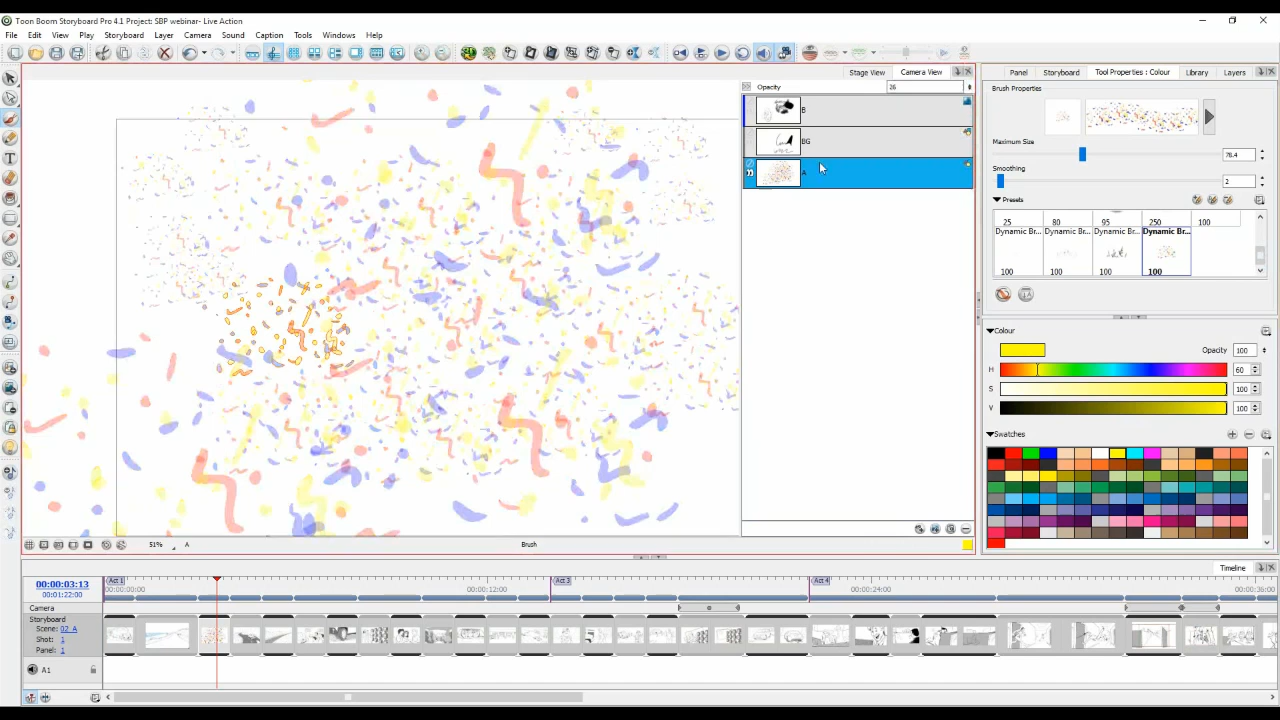 Toon Boom Storyboard Pro 4.1 Project: SBP webinar- Live Action
File Edit View Play Storyboard Layer Camera Sound Caption Tools Windows Help
Stage View Camera View
Opacity 26
B
BG
A
51% A Brush
Panel Storyboard Tool Properties : Colour Library Layers
Brush Properties
Maximum Size
78.4
Smoothing
2
Presets
25 80 95 250 100
Dynamic Br... Dynamic Br... Dynamic Br... Dynamic Br...
100 100 100 100
Colour
Opacity 100
H 60
S 100
V 100
Swatches
Timeline
00:00:03:13
00:01:22:00
Act 1 Act 3 Act 4
00:00:00:00 00:00:12:00 00:00:24:00 00:00:36:00
Camera
Storyboard
Scene: 02_A
Shot: 1
Panel: 1
A1